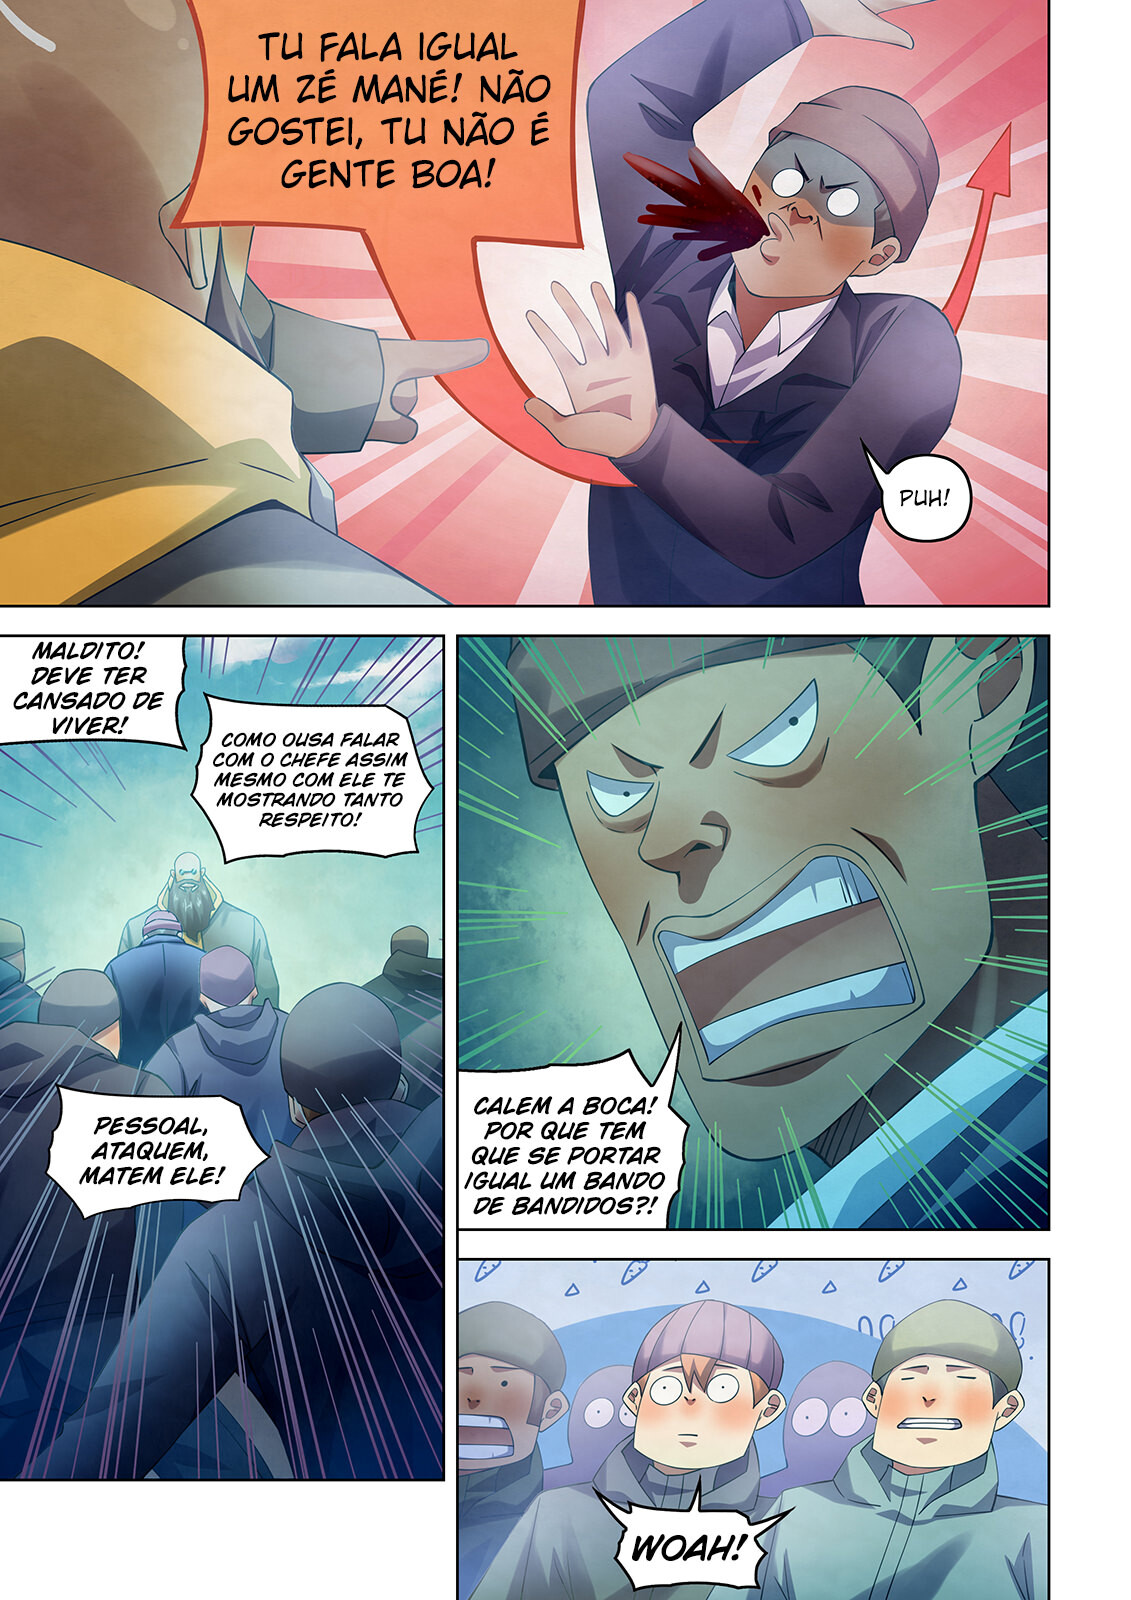 TU FALA IGUAL
UM ZÉ MANÉ! NÃO
GOSTEI, TU NÃO É
GENTE BOA!
PUH!
MALDITO!
DEVE TER
CANSADO DE
VIVER!
COMO OUSA FALAR
COM O CHEFE ASSIM
MESMO COM ELE TE
MOSTRANDO TANTO
RESPEITO!
PESSOAL,
ATAQUEM,
MATEM ELE!
CALEM A BOCA!
POR QUE TEM
QUE SE PORTAR
IGUAL UM BANDO
DE BANDIDOS?!
WOAH!